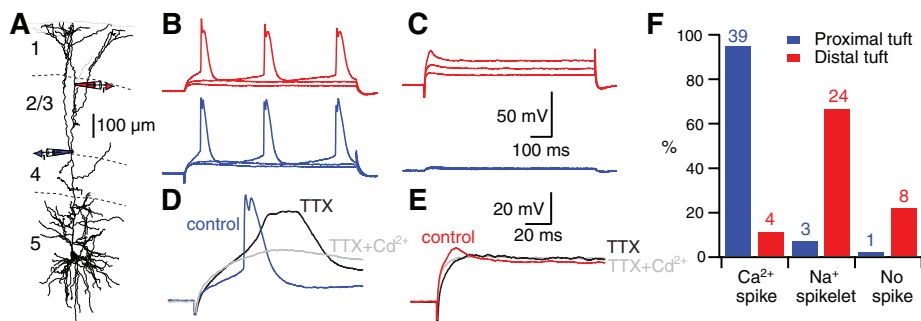 A
1
2/3
100 µm
4
5
B
C
50 mV
100 ms
D
control
TTX
TTX+Cd²⁺
20 mV
20 ms
E
control
TTX
TTX+Cd²⁺
F
Proximal tuft
Distal tuft
100
80
60
%
40
20
0
39
4
3
24
1
8
Ca²⁺ spike
Na⁺ spikelet
No spike